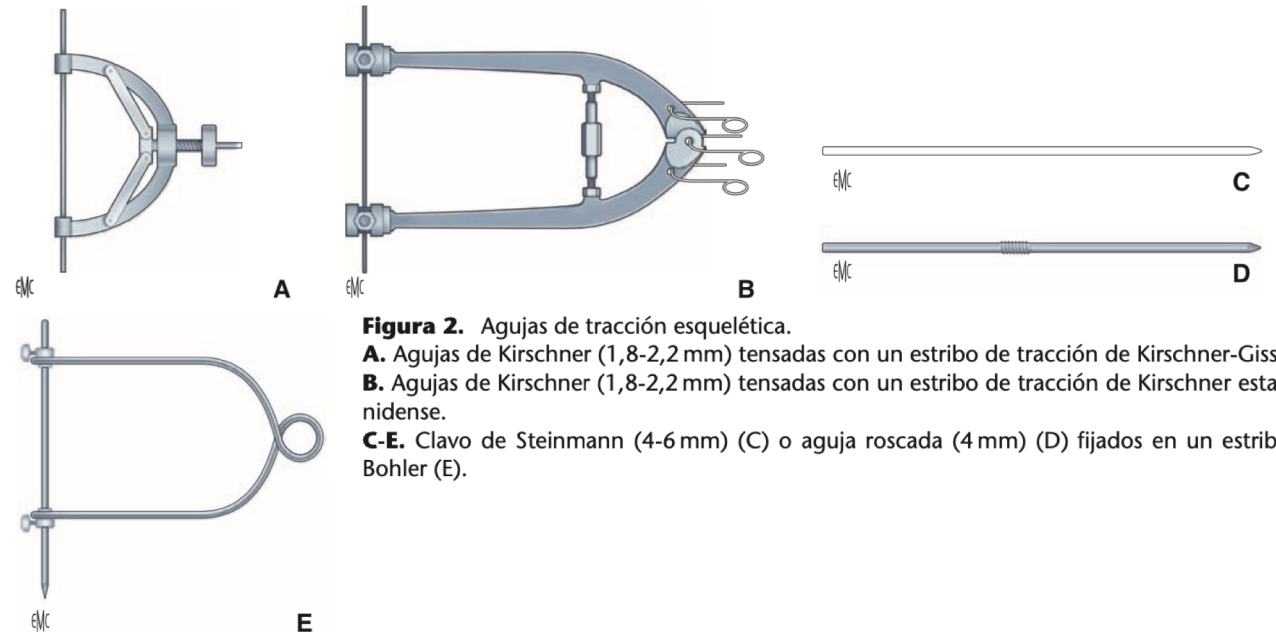 EMC
A
EMC
B
EMC
C
EMC
D
Figura 2. Agujas de tracción esquelética.
A. Agujas de Kirschner (1,8-2,2 mm) tensadas con un estribo de tracción de Kirschner-Giss
B. Agujas de Kirschner (1,8-2,2 mm) tensadas con un estribo de tracción de Kirschner esta
nidense.
C-E. Clavo de Steinmann (4-6 mm) (C) o aguja roscada (4 mm) (D) fijados en un estrib
Bohler (E).
EMC
E